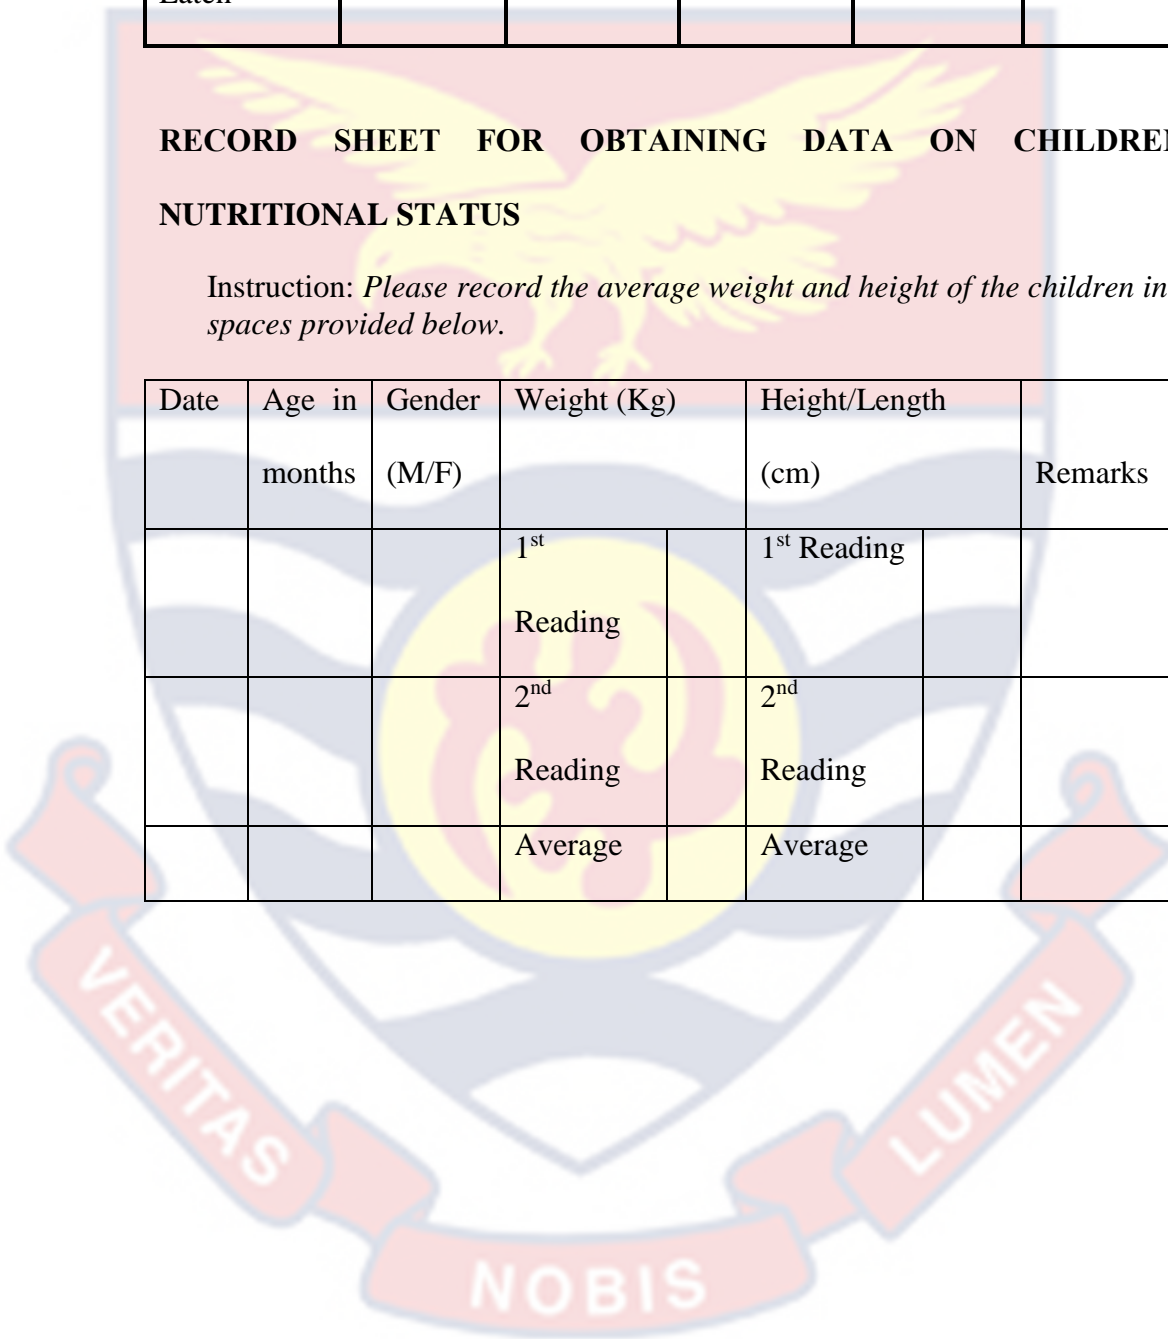 RECORD SHEET FOR OBTAINING DATA ON
NUTRITIONAL STATUS
Instruction: Please record the average weight and height of the children in
spaces provided below.
Date Age in Gender Weight (Kg) Height/Length
months (M/F) (cm) Remarks
1st 1st Reading
Reading
2nd 2nd
Reading Reading
Average Average
VERITAS
NOBIS
LUMEN